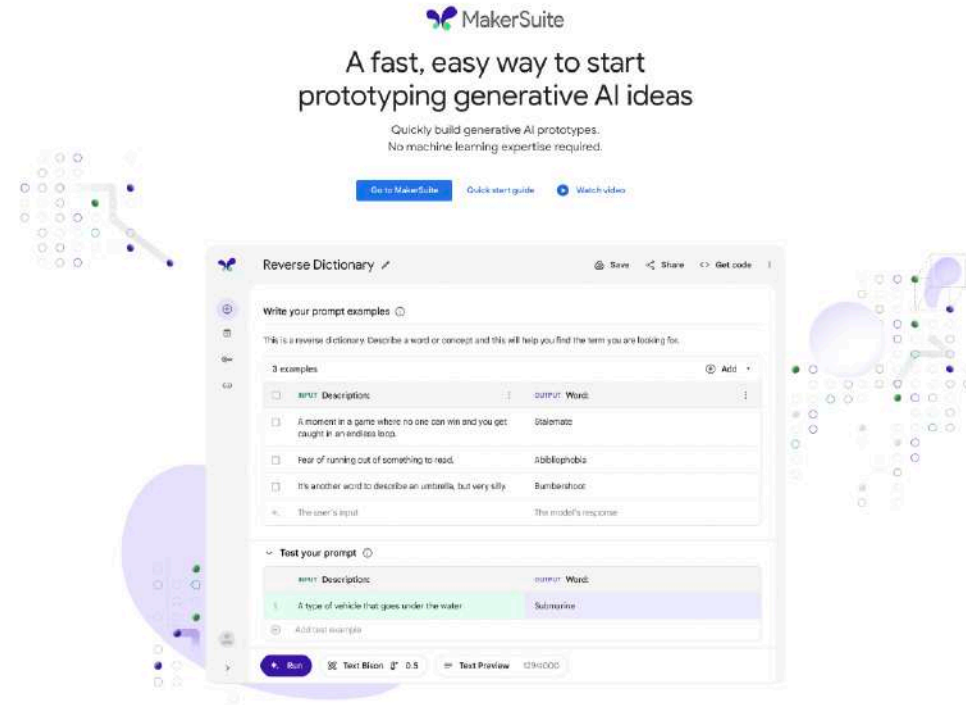 MakerSuite
A fast, easy way to start
prototyping generative AI ideas
Quickly build generative AI prototypes.
No machine learning expertise required.
Go to MakerSuite Quick start guide Watch video
Reverse Dictionary Save Share <> Get code
Write your prompt examples
This is a reverse dictionary. Describe a word or concept and this will help you find the term you are looking for.
3 examples Add
INPUT Description: OUTPUT Word:
A moment in a game where no one can win and you get Stalemate
caught in an endless loop.
Fear of running out of something to read. Abibliophobia
It's another word to describe an umbrella, but very silly. Bumbershoot
The user's input The model's response
Test your prompt
INPUT Description: OUTPUT Word:
1 A type of vehicle that goes under the water Submarine
Add test example
Run Text Bison 0.5 Text Preview 129/4000